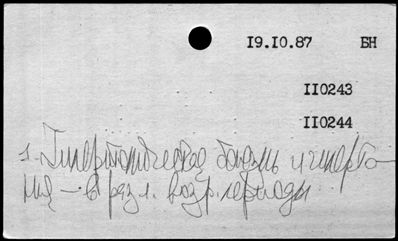 19.10.87 БН
110243
110244
1. Гипертоническая болезнь и гиперто-
ния – в разл. возр. периоды